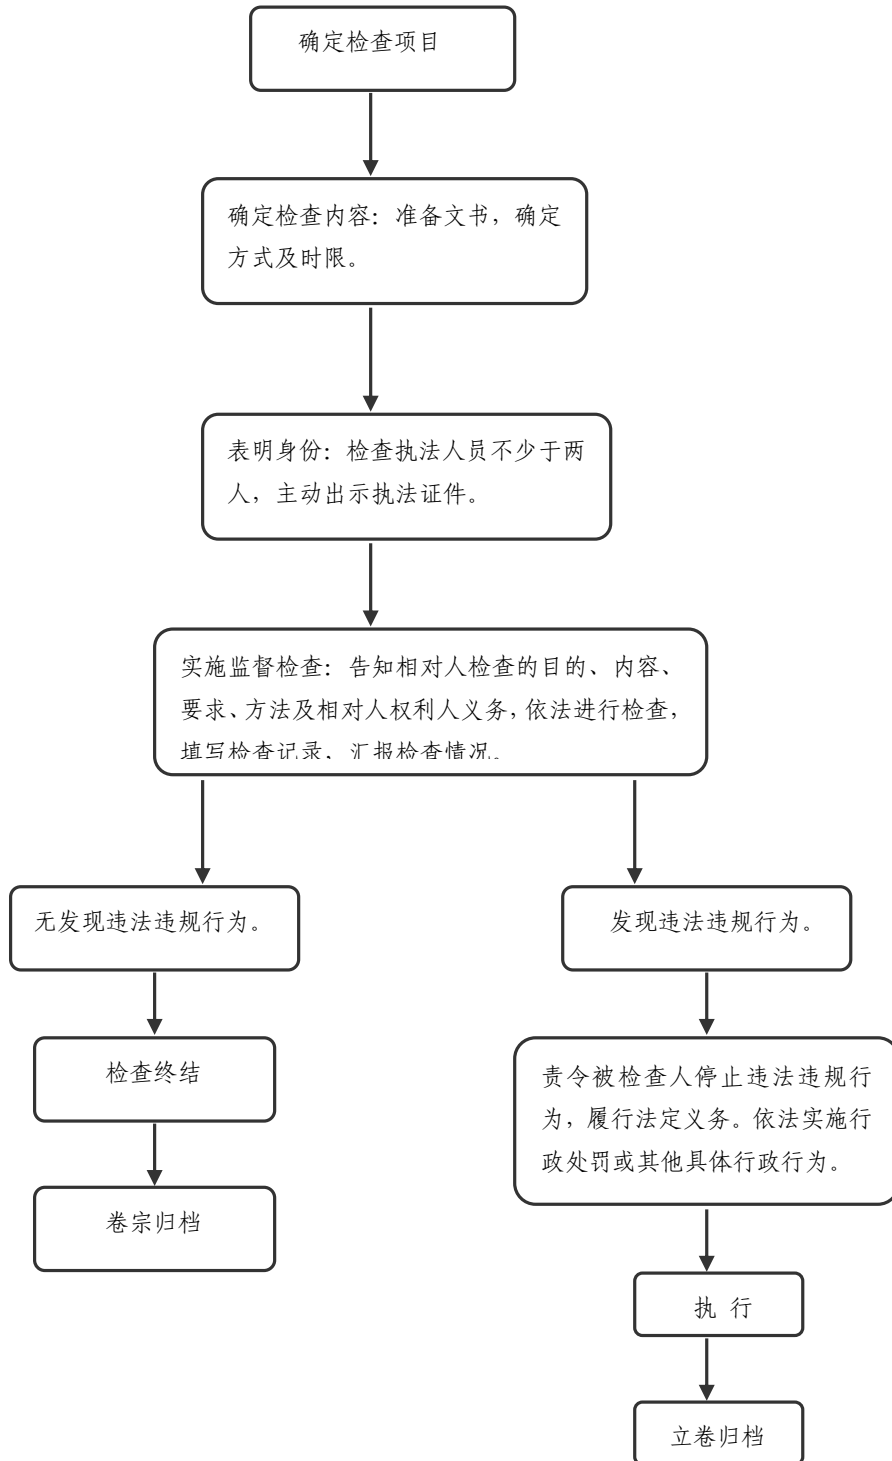 确定检查项目
确定检查内容：准备文书，确定
方式及时限。
表明身份：检查执法人员不少于两
人，主动出示执法证件。
实施监督检查：告知相对人检查的目的、内容、
要求、方法及相对人权利人义务，依法进行检查，
填写检查记录，汇报检查情况。
无发现违法违规行为。
发现违法违规行为。
检查终结
责令被检查人停止违法违规行
为，履行法定义务。依法实施行
政处罚或其他具体行政行为。
卷宗归档
执 行
立卷归档